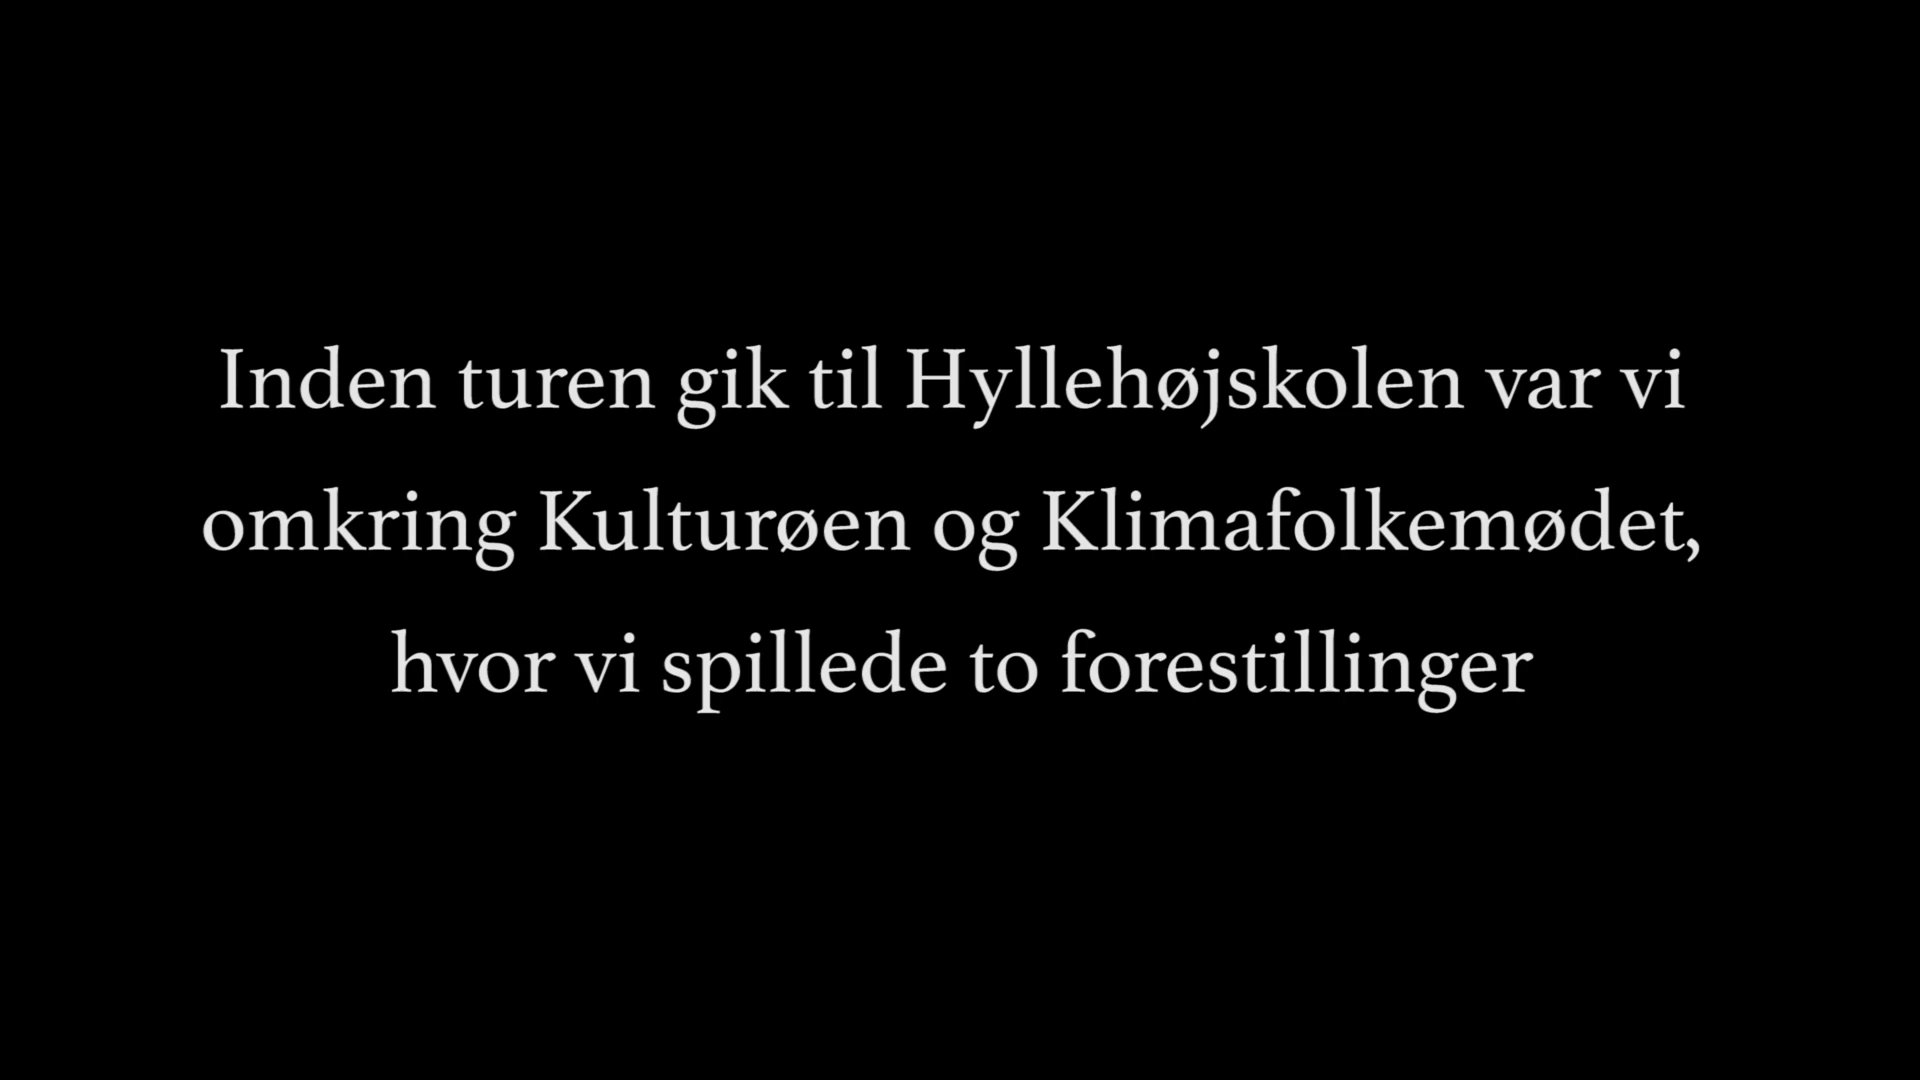 Inden turen gik til Hyllehøjskolen var vi
omkring Kulturøen og Klimafolkemødet,
hvor vi spillede to forestillinger